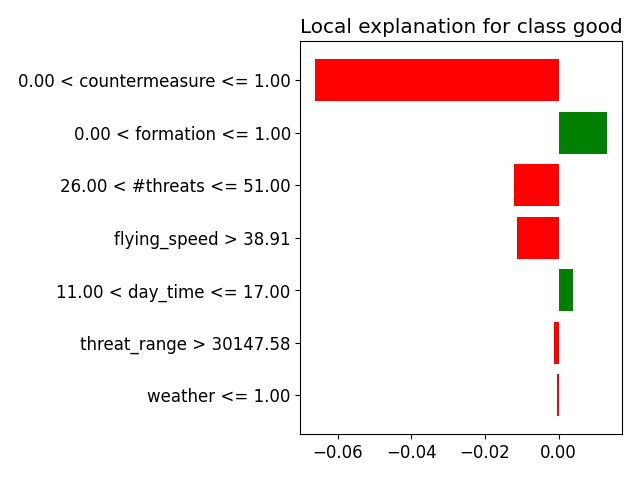 Local explanation for class good
0.00 < countermeasure <= 1.00
0.00 < formation <= 1.00
26.00 < #threats <= 51.00
flying_speed > 38.91
11.00 < day_time <= 17.00
threat_range > 30147.58
weather <= 1.00
−0.06 −0.04 −0.02 0.00